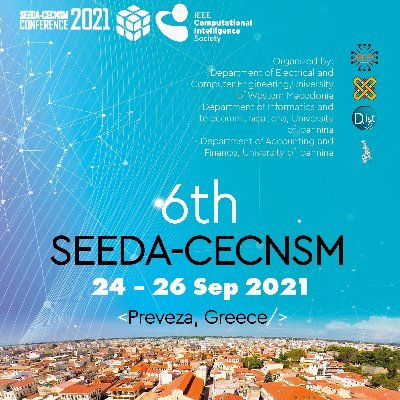 SEEDA-CECNSM
CONFERENCE 2021
IEEE
Computational
Intelligence
Society
Organized by:
Department of Electrical and
Computer Engineering, University
of Western Macedonia
Department of Informatics and
Telecommunications, University
of Ioannina
Department of Accounting and
Finance, University of Ioannina
D ist
6th
SEEDA-CECNSM
24 - 26 Sep 2021
<Preveza, Greece/>